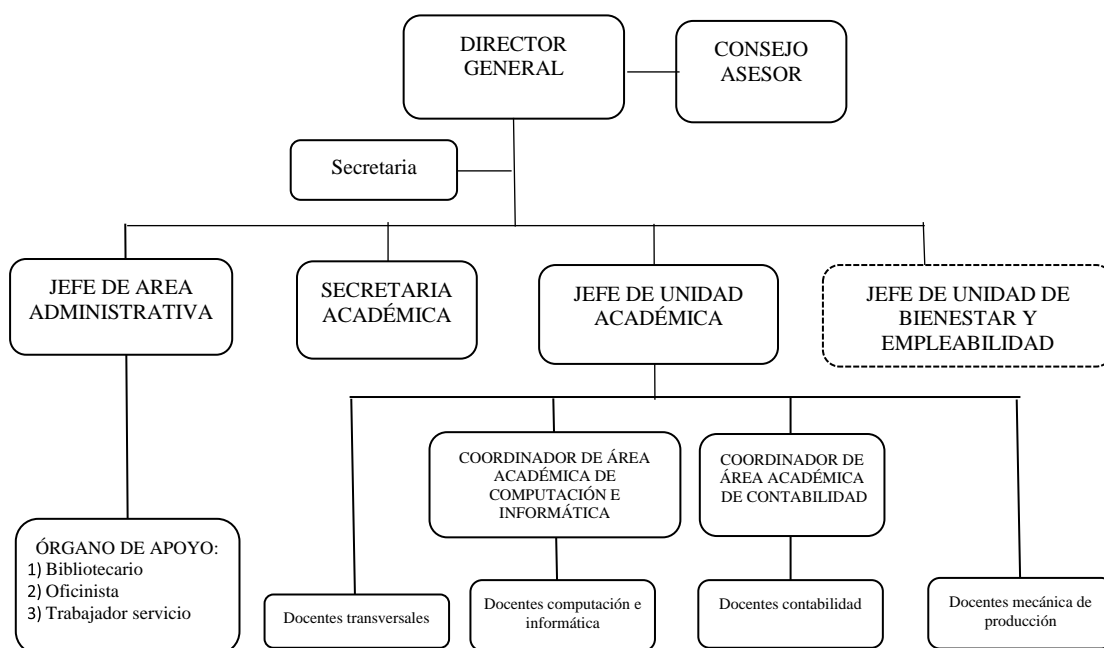 DIRECTOR
GENERAL
CONSEJO
ASESOR
Secretaria
JEFE DE AREA
ADMINISTRATIVA
SECRETARIA
ACADÉMICA
JEFE DE UNIDAD
ACADÉMICA
JEFE DE UNIDAD DE
BIENESTAR Y
EMPLEABILIDAD
COORDINADOR DE ÁREA
ACADÉMICA DE
COMPUTACIÓN E
INFORMÁTICA
COORDINADOR DE
ÁREA ACADÉMICA
DE CONTABILIDAD
ÓRGANO DE APOYO:
1) Bibliotecario
2) Oficinista
3) Trabajador servicio
Docentes transversales
Docentes computación e
informática
Docentes contabilidad
Docentes mecánica de
producción